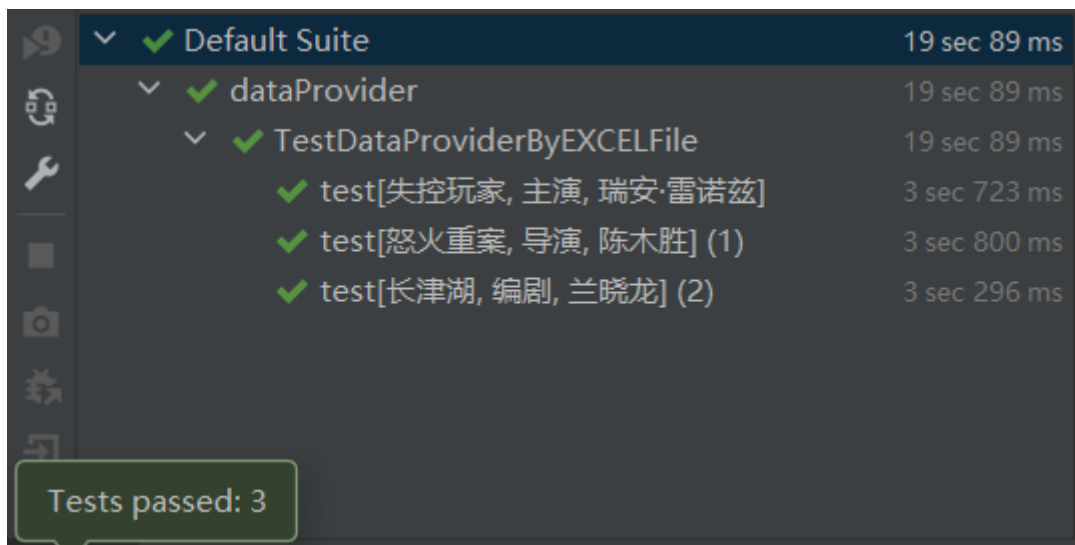 Default Suite 19 sec 89 ms
dataProvider 19 sec 89 ms
TestDataProviderByEXCELFile 19 sec 89 ms
test[失控玩家, 主演, 瑞安·雷诺兹] 3 sec 723 ms
test[怒火重案, 导演, 陈木胜] (1) 3 sec 800 ms
test[长津湖, 编剧, 兰晓龙] (2) 3 sec 296 ms
Tests passed: 3